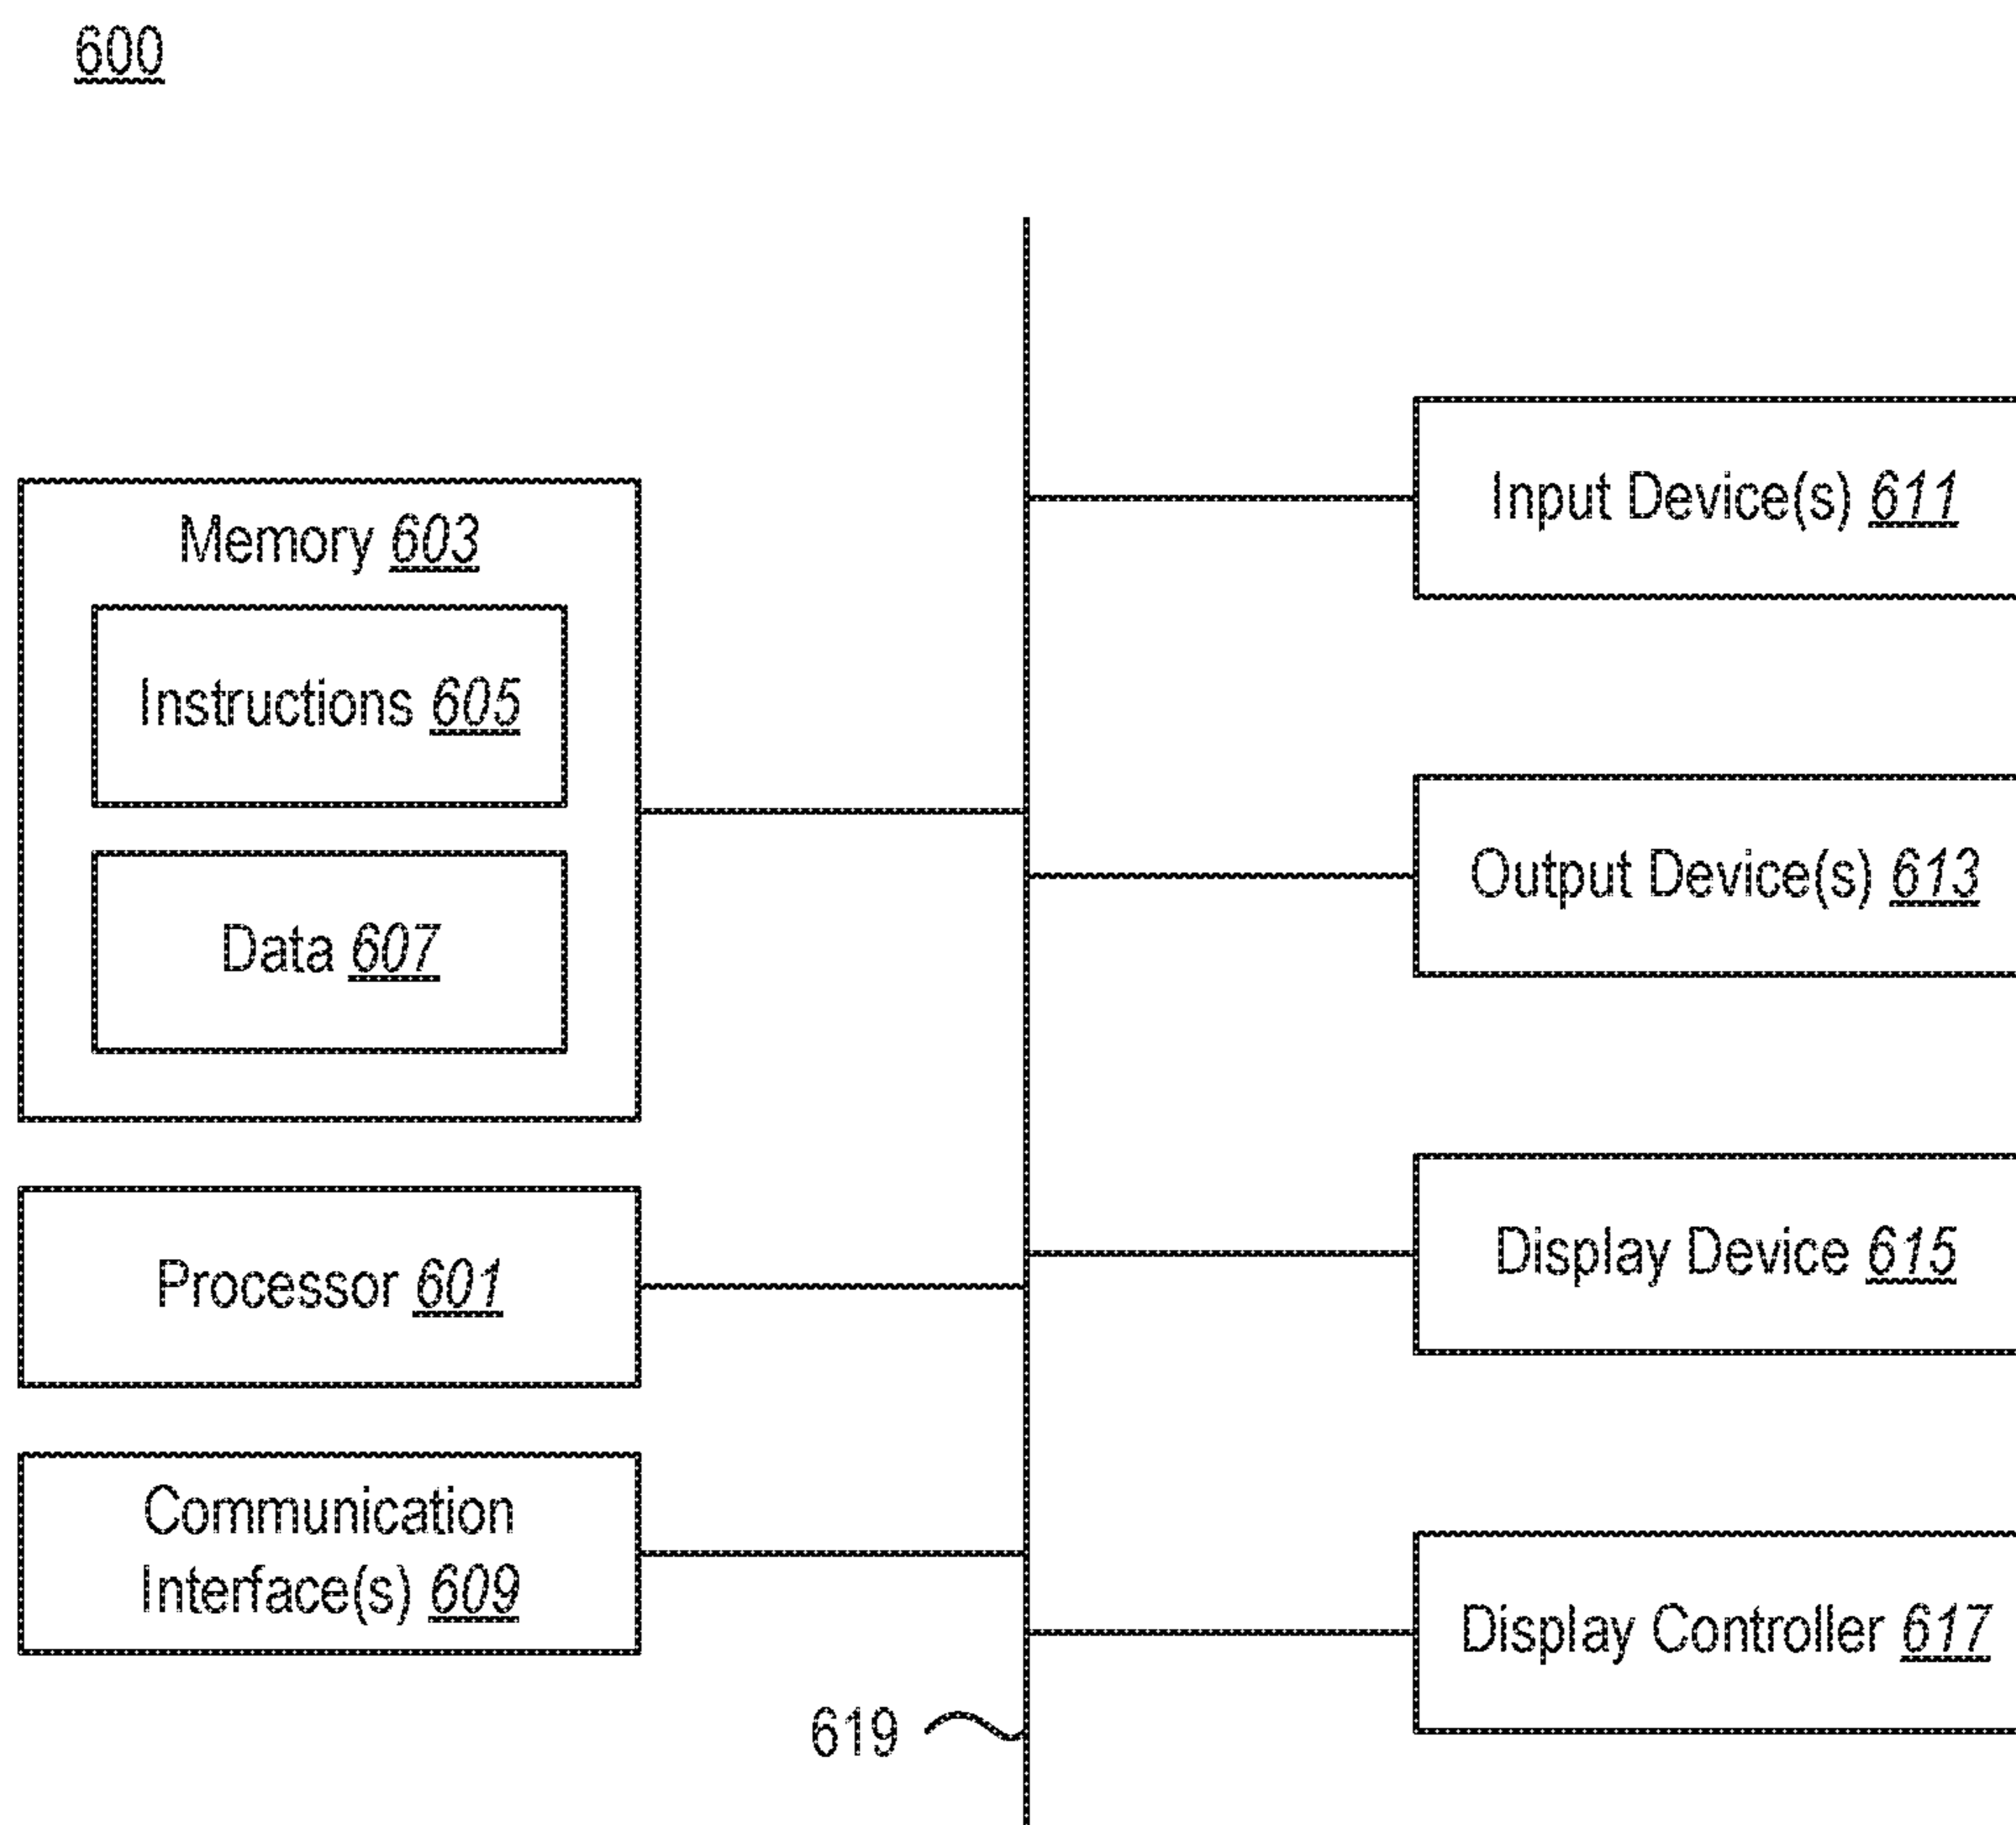 600
Memory 603
Instructions 605
Data 607
Processor 601
Communication
Interface(s) 609
619
Input Device(s) 611
Output Device(s) 613
Display Device 615
Display Controller 617